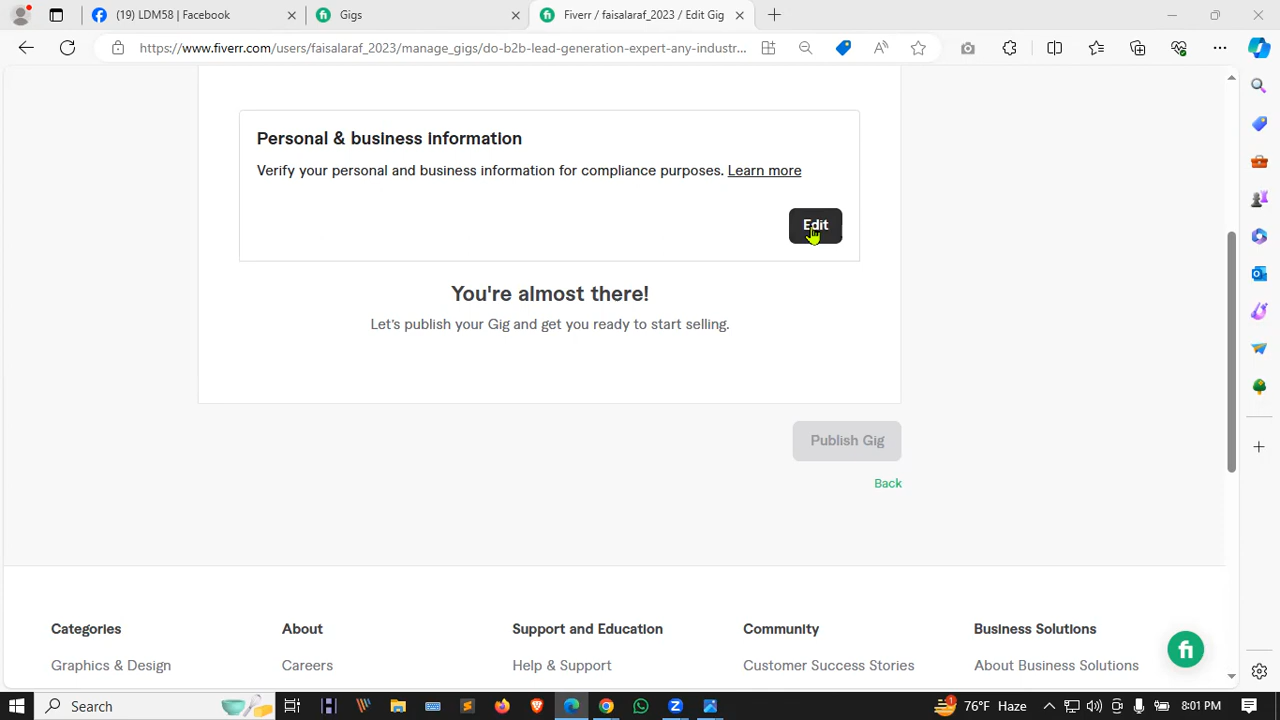 (19) LDM58 | Facebook
Gigs
Fiverr / faisalaraf_2023 / Edit Gig
https://www.fiverr.com/users/faisalaraf_2023/manage_gigs/do-b2b-lead-generation-expert-any-industr...
Personal & business information
Verify your personal and business information for compliance purposes. Learn more
Edit
You're almost there!
Let's publish your Gig and get you ready to start selling.
Publish Gig
Back
Categories
About
Support and Education
Community
Business Solutions
Graphics & Design
Careers
Help & Support
Customer Success Stories
About Business Solutions
fi
Search
1
76°F Haze
8:01 PM